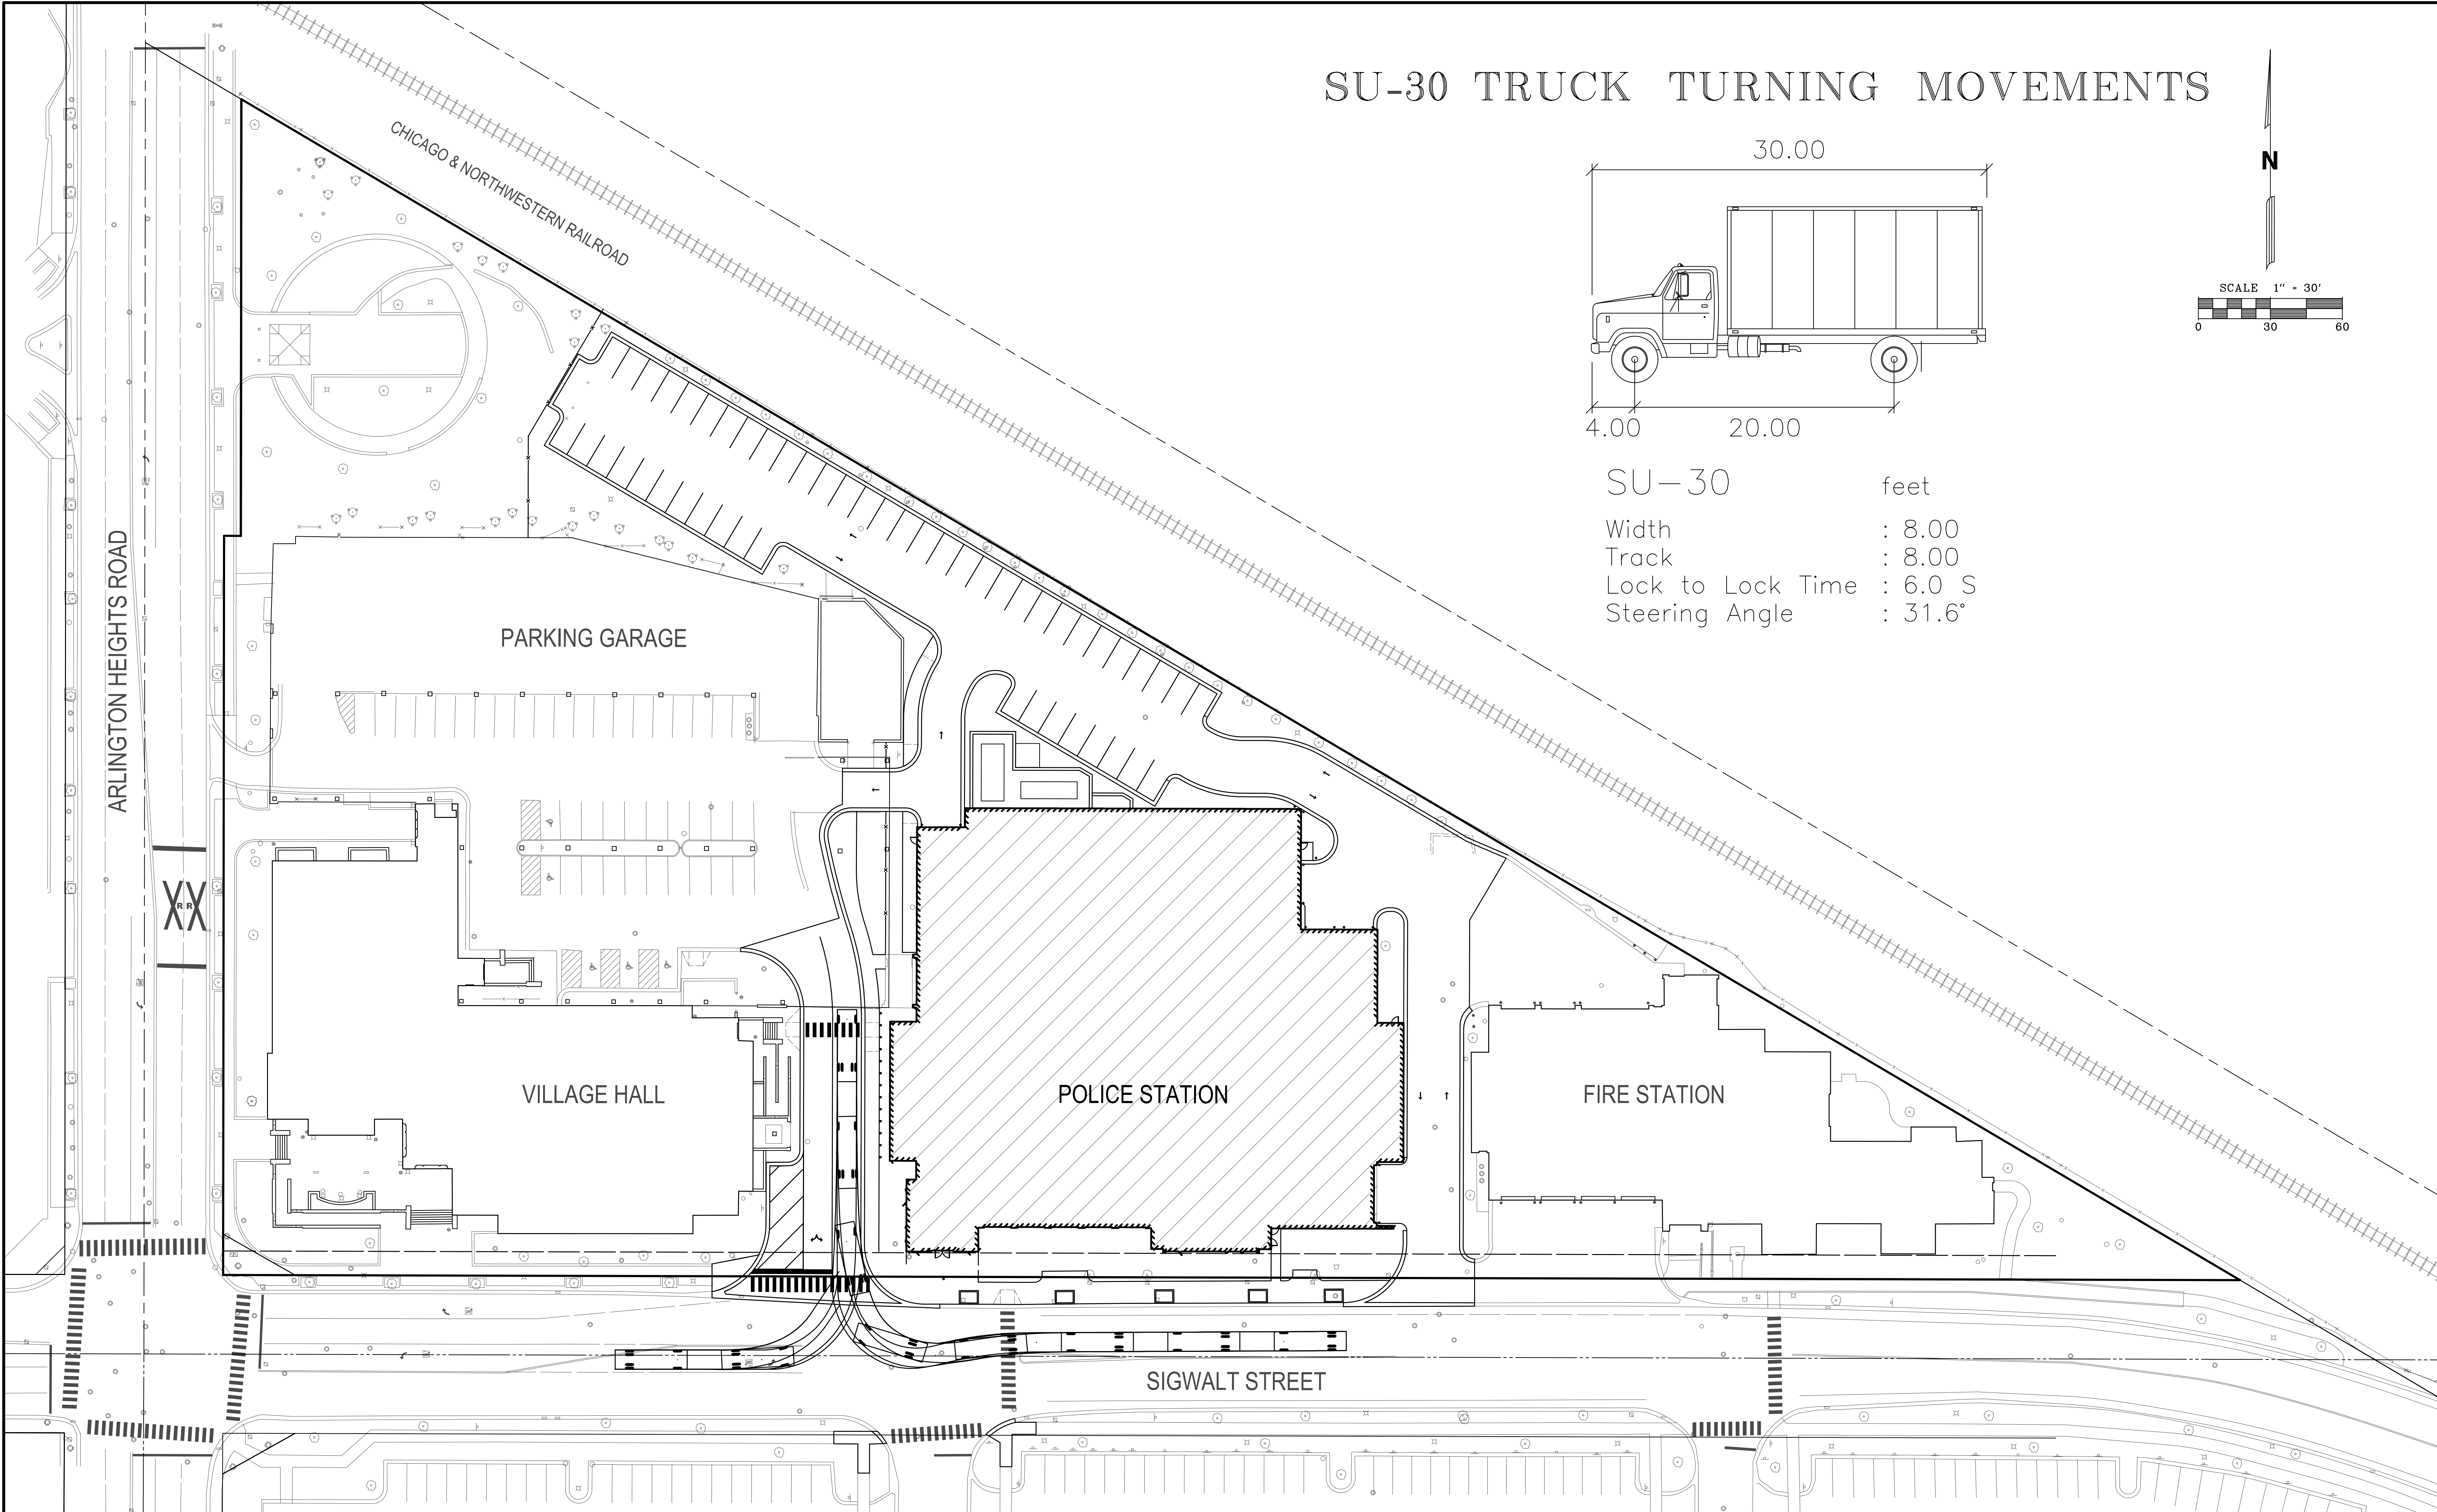 SU-30 TRUCK TURNING MOVEMENTS
30.00
N
SCALE 1" = 30'
0 30 60
4.00 20.00
SU-30 feet
Width : 8.00
Track : 8.00
Lock to Lock Time : 6.0 S
Steering Angle : 31.6°
CHICAGO & NORTHWESTERN RAILROAD
ARLINGTON HEIGHTS ROAD
PARKING GARAGE
R R
VILLAGE HALL
POLICE STATION
FIRE STATION
SIGWALT STREET